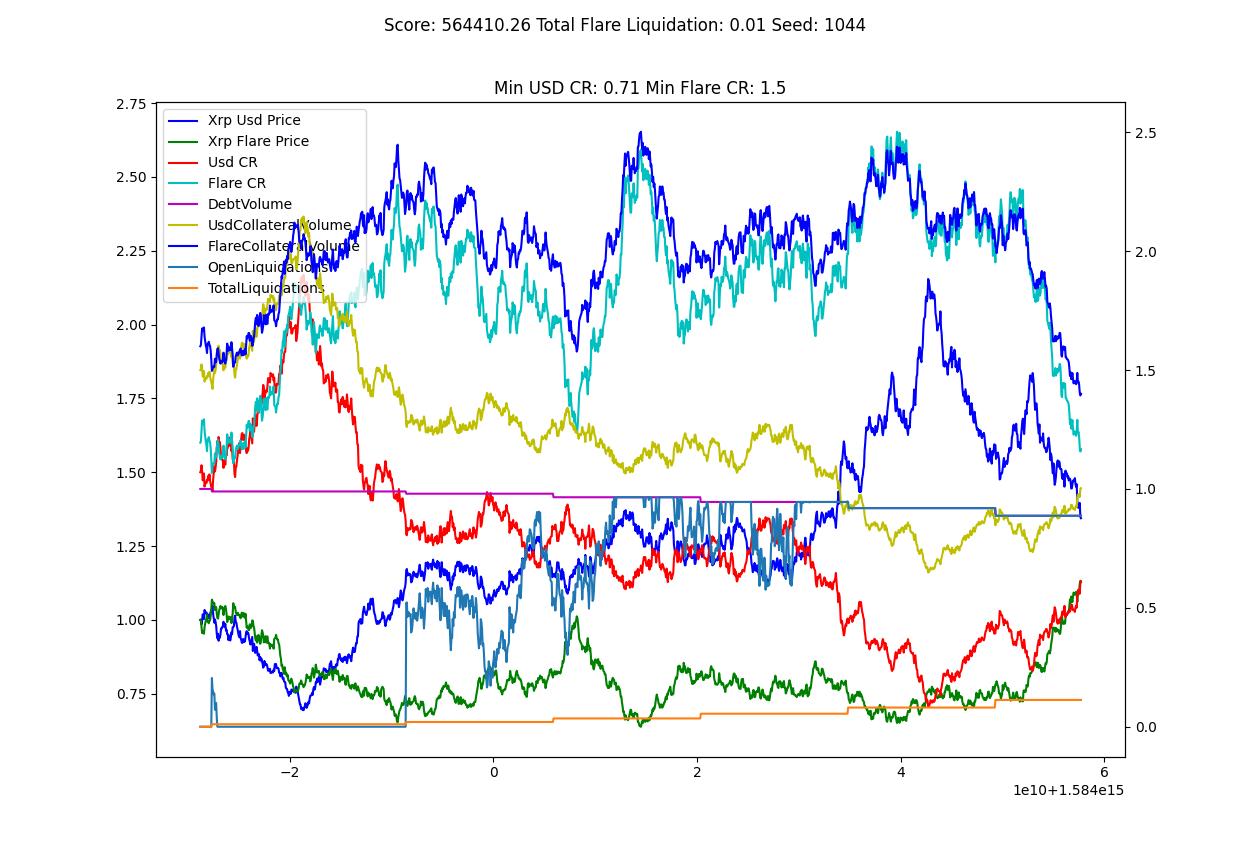 Score: 564410.26 Total Flare Liquidation: 0.01 Seed: 1044
Min USD CR: 0.71 Min Flare CR: 1.5
2.75
2.50
2.25
2.00
1.75
1.50
1.25
1.00
0.75
Xrp Usd Price
Xrp Flare Price
Usd CR
Flare CR
DebtVolume
UsdCollateralVolume
FlareCollateralVolume
OpenLiquidations
TotalLiquidations
2.5
2.0
1.5
1.0
0.5
0.0
−2
0
2
4
6
1e10+1.584e15